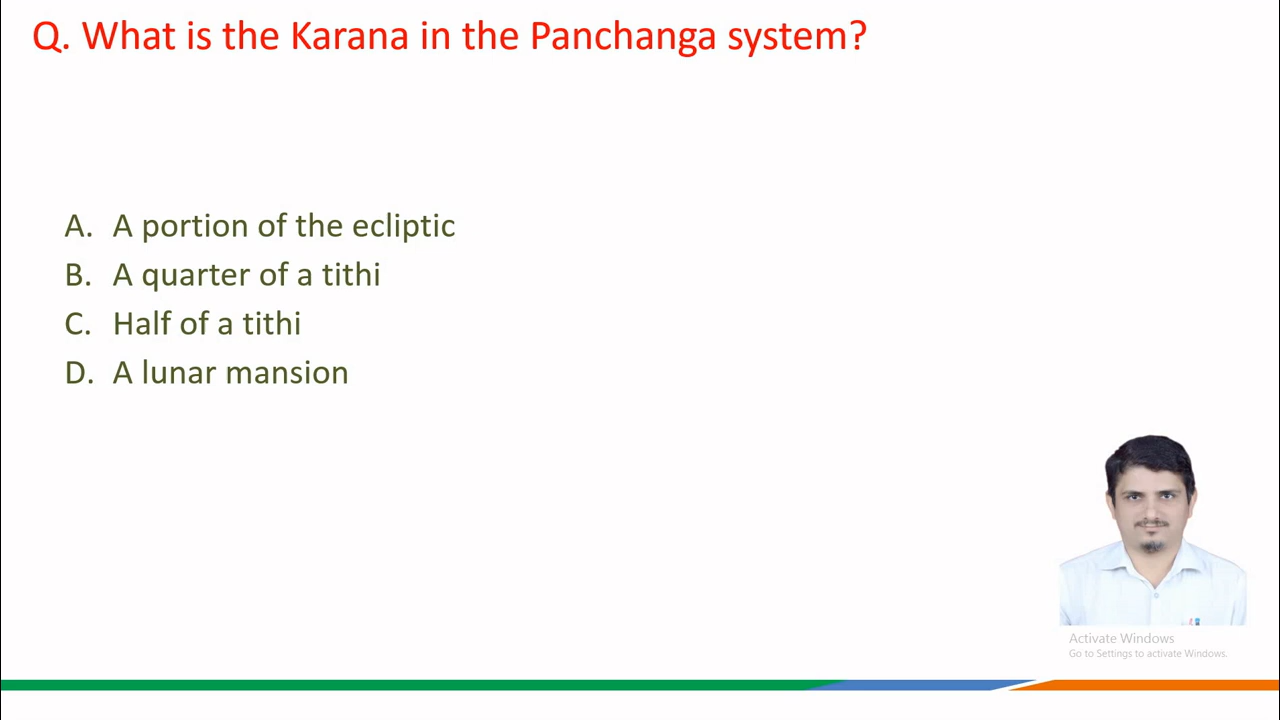 Q. What is the Karana in the Panchanga system?
A. A portion of the ecliptic
B. A quarter of a tithi
C. Half of a tithi
D. A lunar mansion
Activate Windows
Go to Settings to activate Windows.